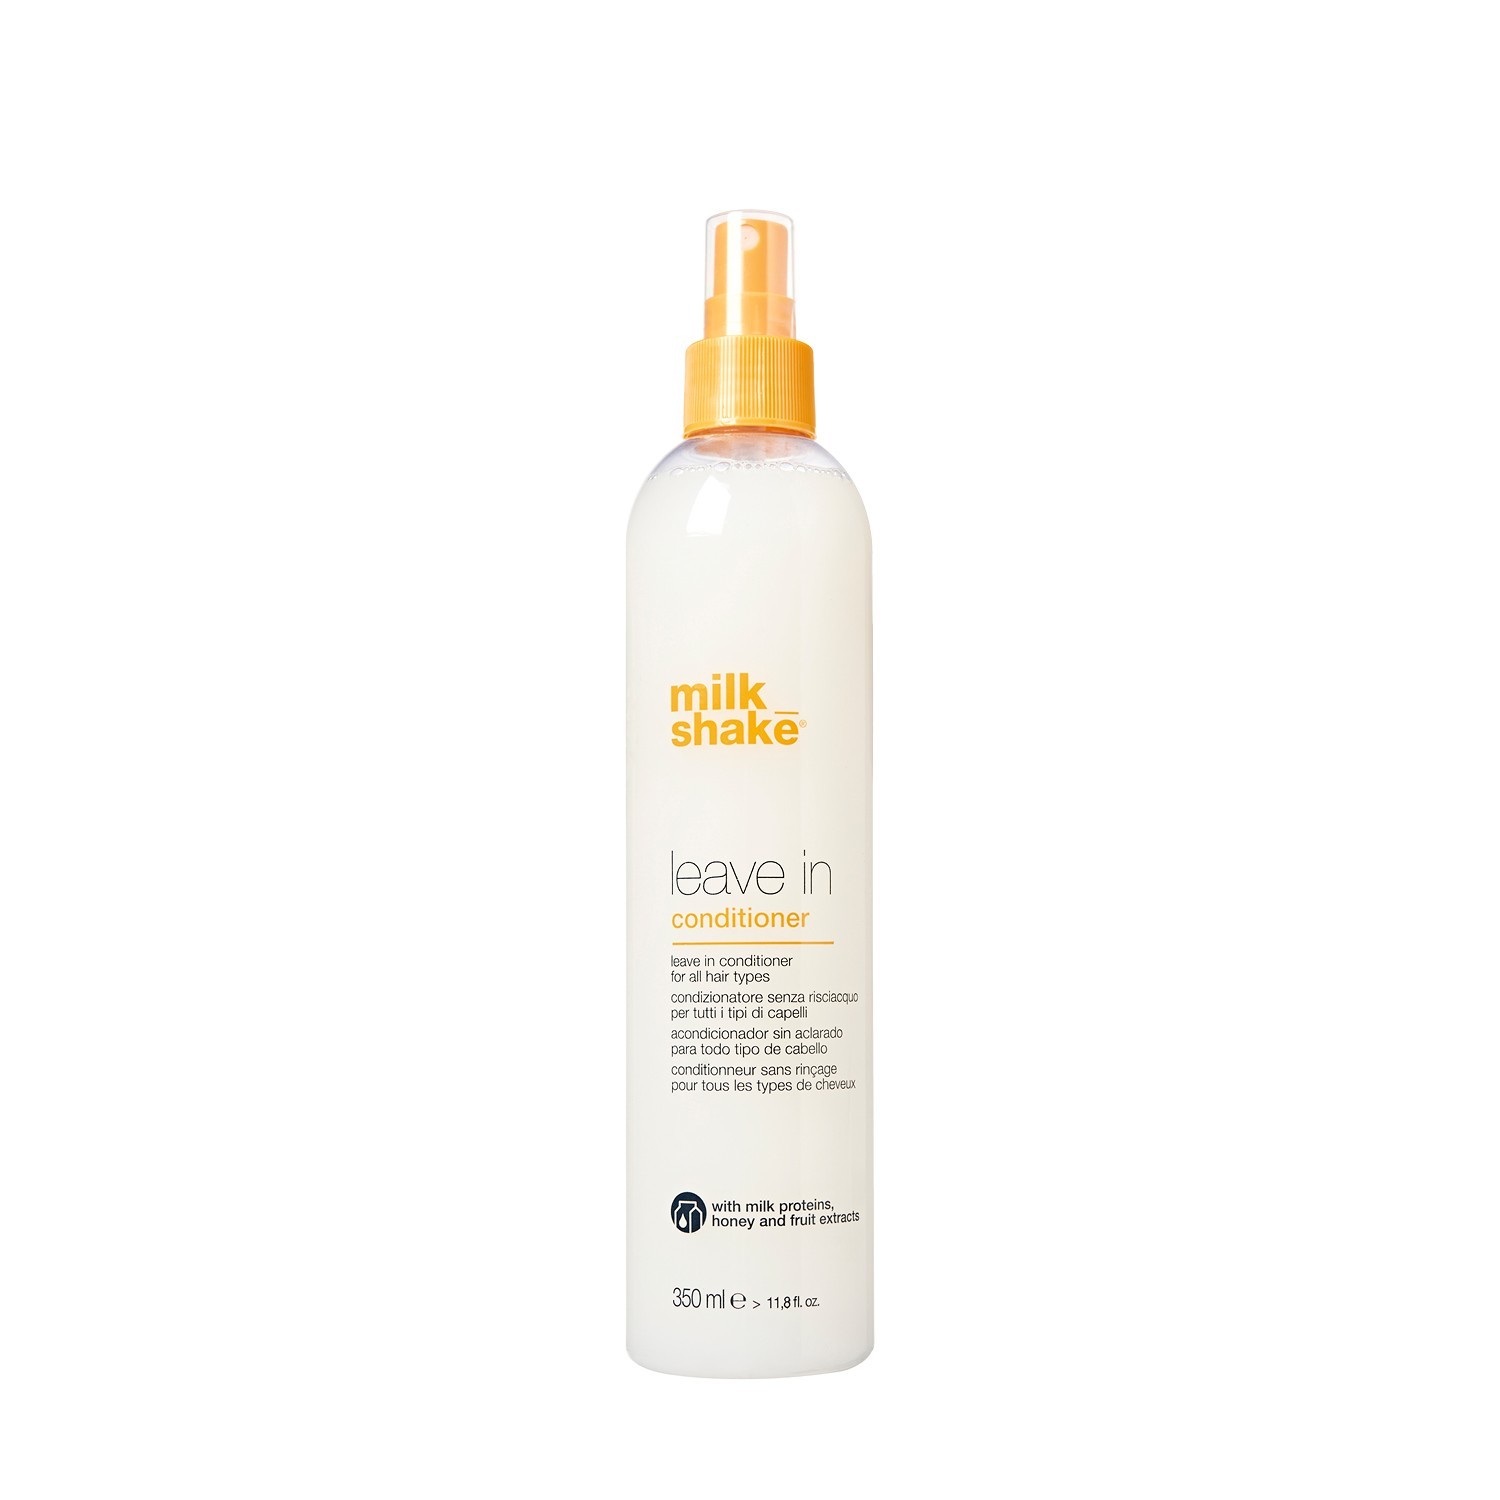 milk_
shake®
leave in
conditioner
leave in conditioner
for all hair types
condizionatore senza risciacquo
per tutti i tipi di capelli
acondicionador sin aclarado
para todo tipo de cabello
conditionneur sans rinçage
pour tous les types de cheveux
with milk proteins,
honey and fruit extracts
350 ml ℮ > 11,8 fl. oz.